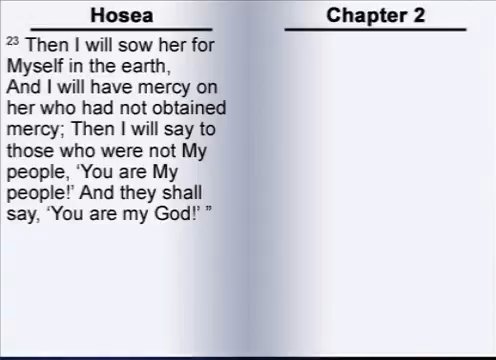 Hosea
Chapter 2
23 Then I will sow her for
Myself in the earth,
And I will have mercy on
her who had not obtained
mercy; Then I will say to
those who were not My
people, ‘You are My
people!’ And they shall
say, ‘You are my God!’ ”